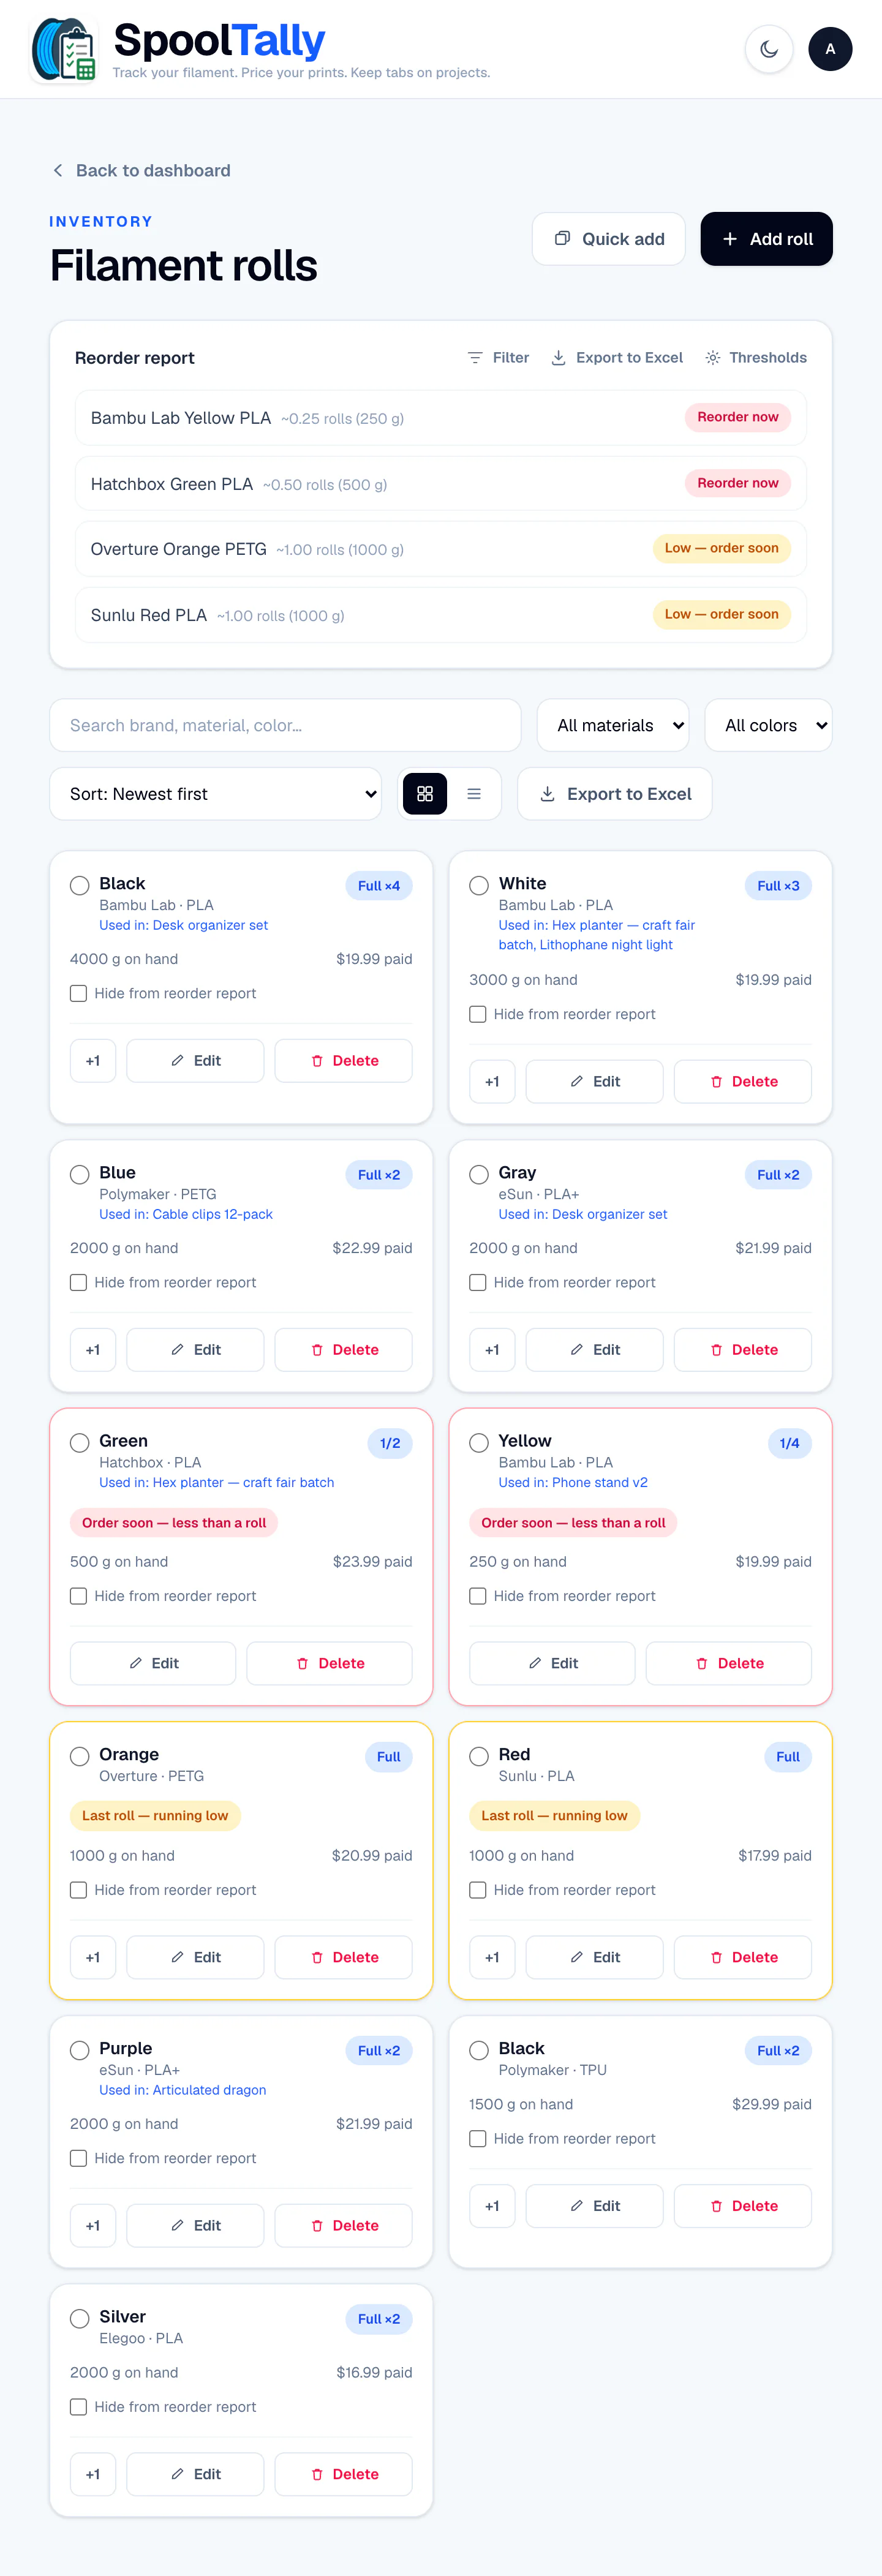 SpoolTally
Track your filament. Price your prints. Keep tabs on projects.
A
Back to dashboard
INVENTORY
Filament rolls
Quick add
Add roll
Reorder report
Filter
Export to Excel
Thresholds
Bambu Lab Yellow PLA ~0.25 rolls (250 g)
Reorder now
Hatchbox Green PLA ~0.50 rolls (500 g)
Reorder now
Overture Orange PETG ~1.00 rolls (1000 g)
Low — order soon
Sunlu Red PLA ~1.00 rolls (1000 g)
Low — order soon
Search brand, material, color...
All materials
All colors
Sort: Newest first
Export to Excel
Black
Full ×4
Bambu Lab · PLA
Used in: Desk organizer set
4000 g on hand
$19.99 paid
Hide from reorder report
+1
Edit
Delete
White
Full ×3
Bambu Lab · PLA
Used in: Hex planter — craft fair
batch, Lithophane night light
3000 g on hand
$19.99 paid
Hide from reorder report
+1
Edit
Delete
Blue
Full ×2
Polymaker · PETG
Used in: Cable clips 12-pack
2000 g on hand
$22.99 paid
Hide from reorder report
+1
Edit
Delete
Gray
Full ×2
eSun · PLA+
Used in: Desk organizer set
2000 g on hand
$21.99 paid
Hide from reorder report
+1
Edit
Delete
Green
1/2
Hatchbox · PLA
Used in: Hex planter — craft fair batch
Order soon — less than a roll
500 g on hand
$23.99 paid
Hide from reorder report
Edit
Delete
Yellow
1/4
Bambu Lab · PLA
Used in: Phone stand v2
Order soon — less than a roll
250 g on hand
$19.99 paid
Hide from reorder report
Edit
Delete
Orange
Full
Overture · PETG
Last roll — running low
1000 g on hand
$20.99 paid
Hide from reorder report
+1
Edit
Delete
Red
Full
Sunlu · PLA
Last roll — running low
1000 g on hand
$17.99 paid
Hide from reorder report
+1
Edit
Delete
Purple
Full ×2
eSun · PLA+
Used in: Articulated dragon
2000 g on hand
$21.99 paid
Hide from reorder report
+1
Edit
Delete
Black
Full ×2
Polymaker · TPU
1500 g on hand
$29.99 paid
Hide from reorder report
+1
Edit
Delete
Silver
Full ×2
Elegoo · PLA
2000 g on hand
$16.99 paid
Hide from reorder report
+1
Edit
Delete